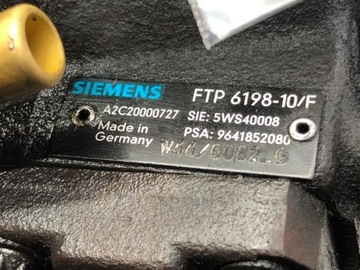 SIEMENS FTP 6198-10/F
A2C20000727 SIE: 5WS40008
Made in PSA: 9641852080
Germany